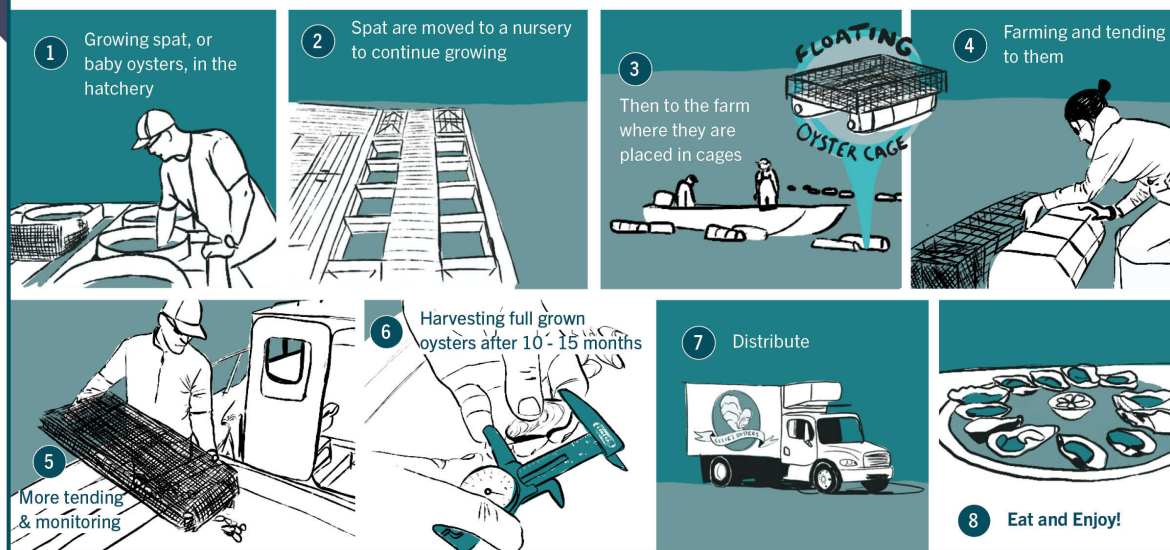 1
Growing spat, or
baby oysters, in the
hatchery
2
Spat are moved to a nursery
to continue growing
3
Then to the farm
where they are
placed in cages
FLOATING
OYSTER CAGE
4
Farming and tending
to them
5
More tending
& monitoring
6
Harvesting full grown
oysters after 10 - 15 months
7
Distribute
OYSTERS
8
Eat and Enjoy!